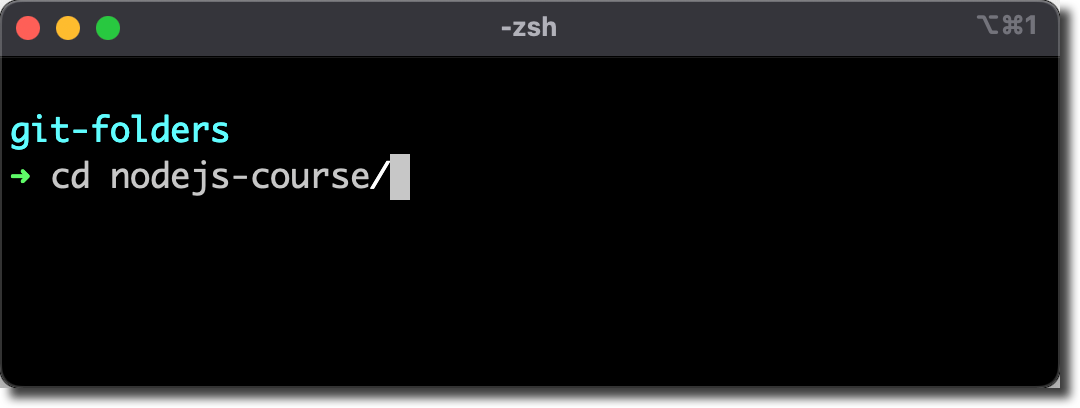 -zsh
⌥⌘1
git-folders
➜ cd nodejs-course/